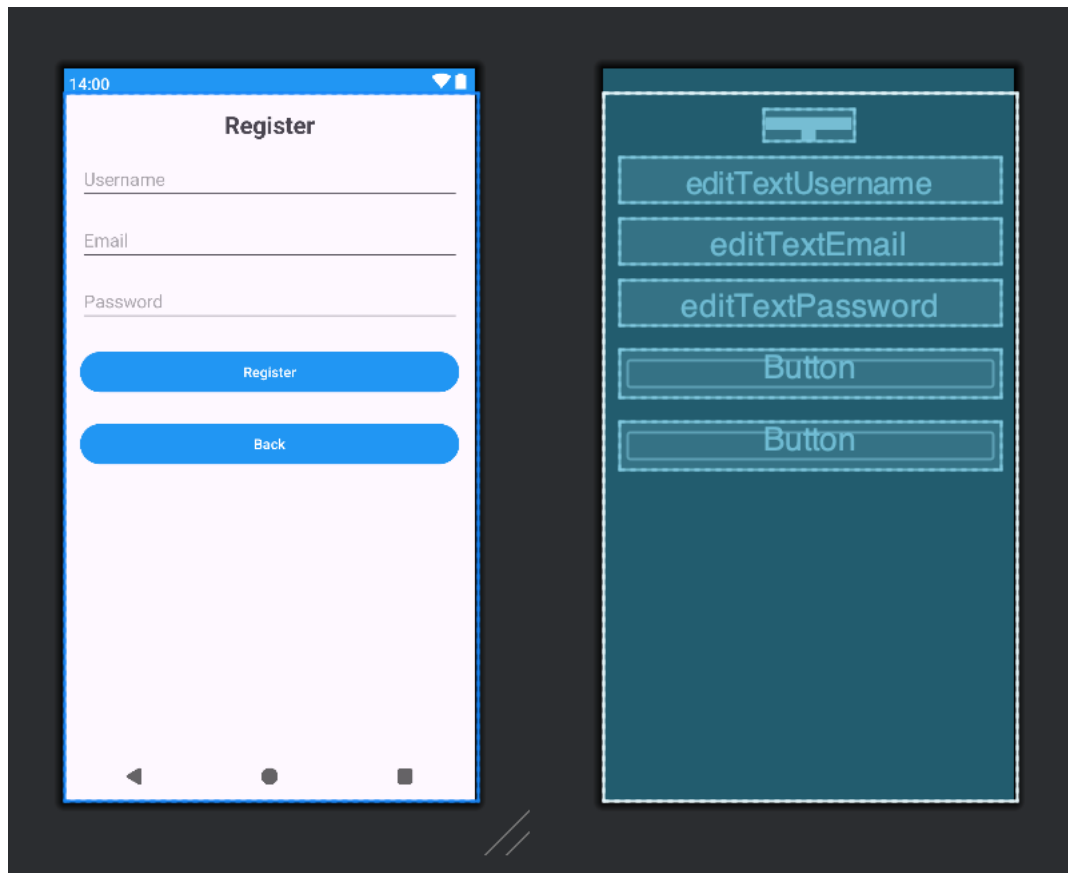 14:00
Register
Username
Email
Password
Register
Back
editTextUsername
editTextEmail
editTextPassword
Button
Button